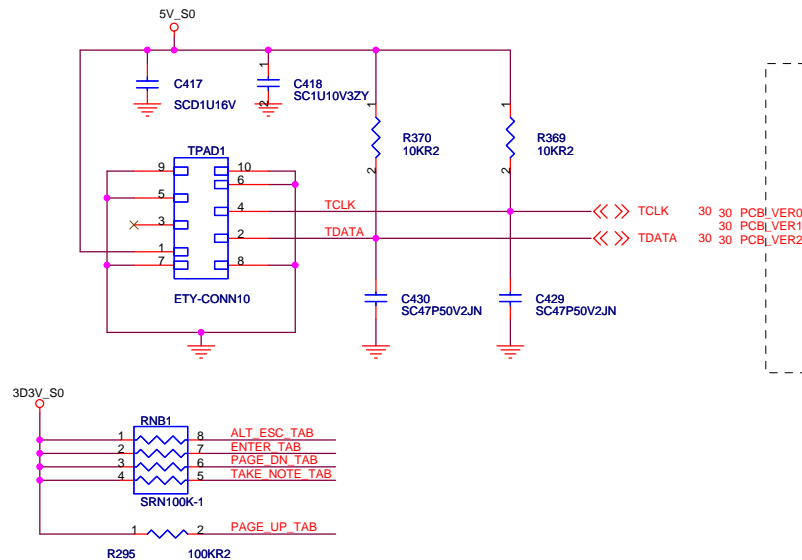 5V_S0
C417
SCD1U16V
1
C418
SC1U10V3ZY
2
1
R370
10KR2
2
1
R369
10KR2
2
TPAD1
9 10
6
5
4 TCLK TCLK 30 30 PCB_VER0
3 30 PCB_VER1
2 TDATA TDATA 30 30 PCB_VER2
1
7 8
ETY-CONN10
C430
SC47P50V2JN
C429
SC47P50V2JN
3D3V_S0
RNB1
1 8 ALT_ESC_TAB
2 7 ENTER_TAB
3 6 PAGE_DN_TAB
4 5 TAKE_NOTE_TAB
SRN100K-1
1 2 PAGE_UP_TAB
R295 100KR2